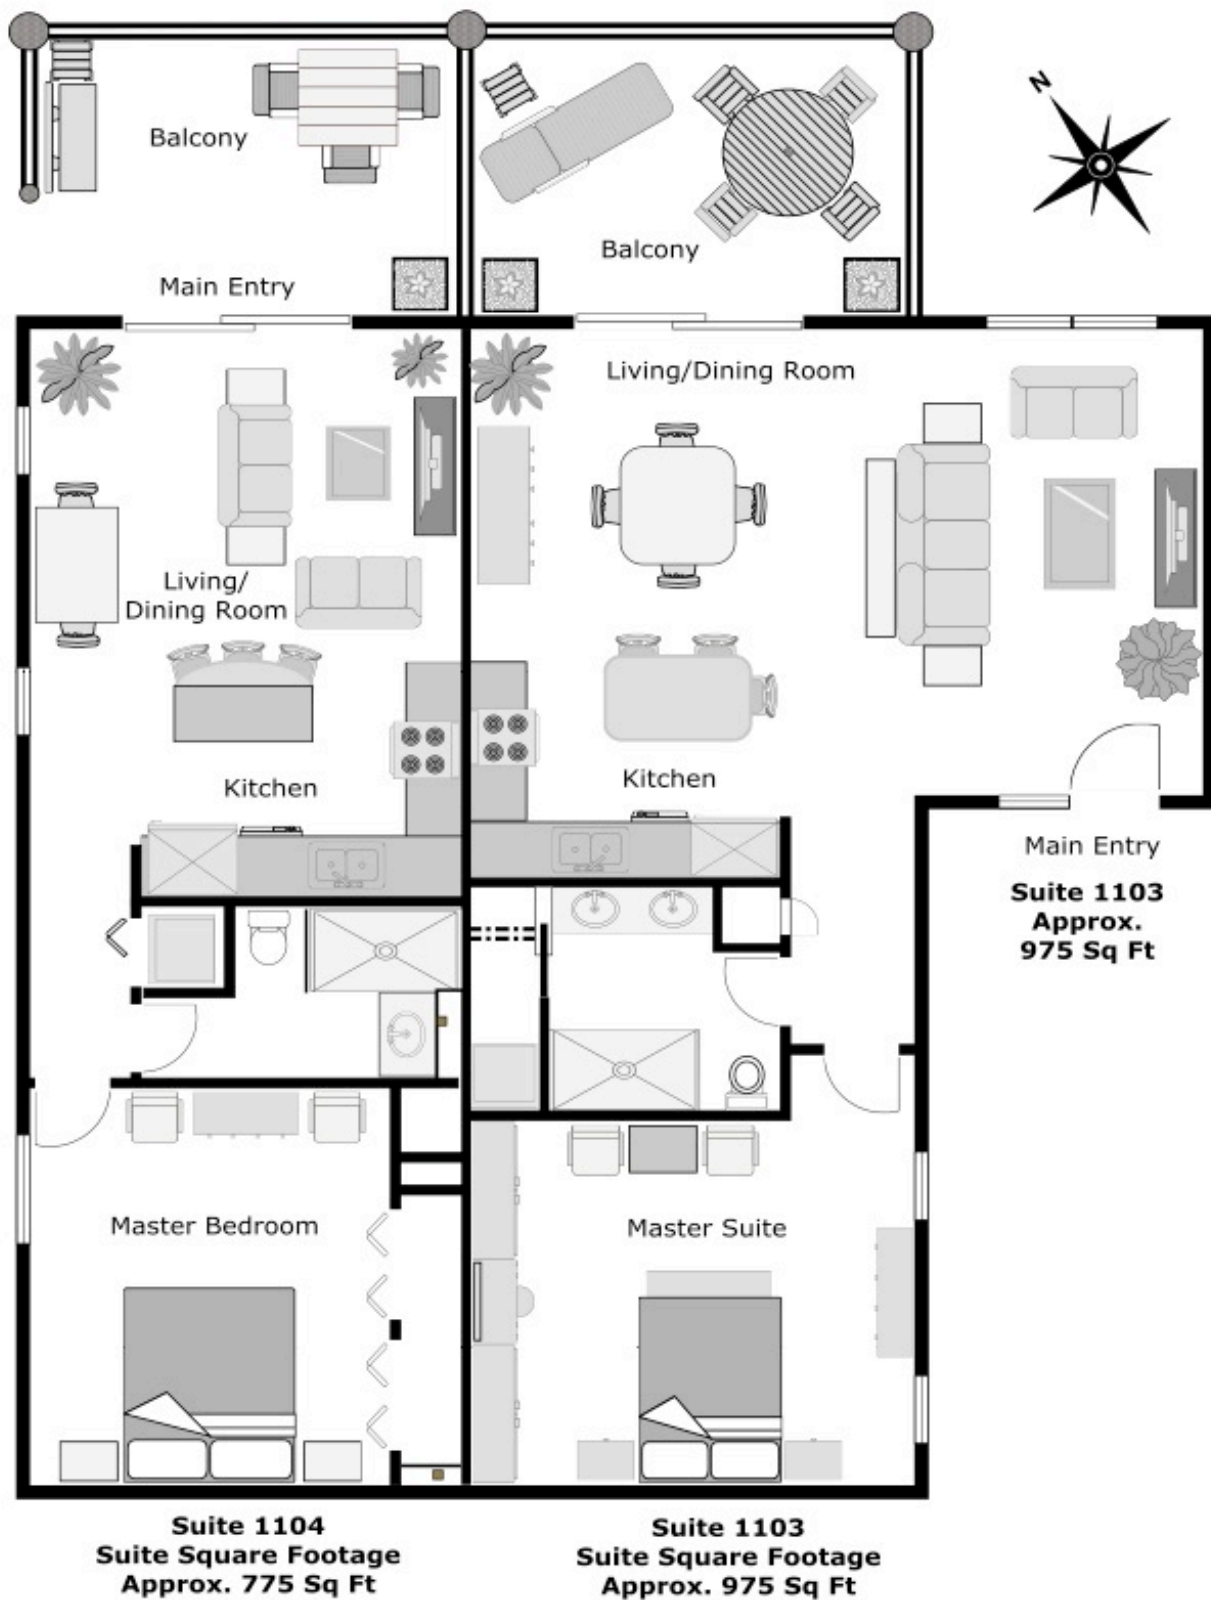 N
Balcony
Balcony
Main Entry
Living/Dining Room
Living/
Dining Room
Kitchen
Kitchen
Main Entry
Suite 1103
Approx.
975 Sq Ft
Master Bedroom
Master Suite
Suite 1104
Suite Square Footage
Approx. 775 Sq Ft
Suite 1103
Suite Square Footage
Approx. 975 Sq Ft